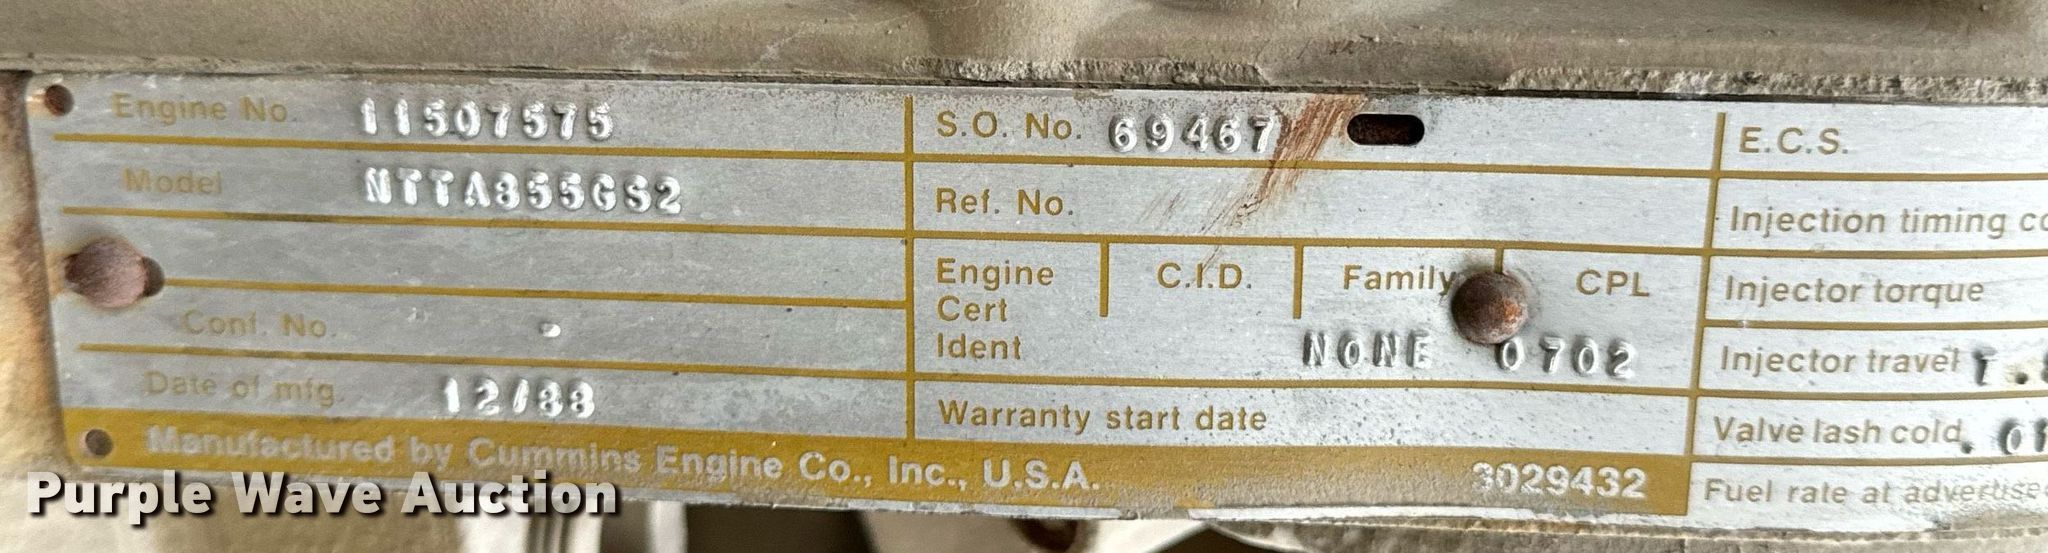 Engine No. 11507575
Model NTTA855GS2
Conf. No.
Date of mfg. 12/88
Manufactured by Cummins Engine Co., Inc., U.S.A. 3029432
S.O. No. 69467
Ref. No.
Engine Cert Ident
C.I.D.
Family
CPL
NONE 0702
Warranty start date
E.C.S.
Injection timing
Injector torque
Injector travel
Valve lash cold
Fuel rate at
Purple Wave Auction